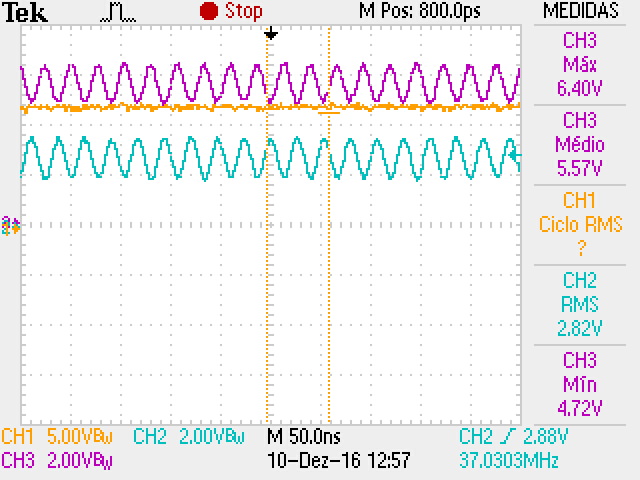 Tek Stop M Pos: 800.0ps MEDIDAS
CH3
Máx
6.40V
CH3
Médio
5.57V
CH1
Ciclo RMS
?
CH2
RMS
2.82V
CH3
Mín
4.72V
CH1 5.00VBw CH2 2.00VBw M 50.0ns CH2 2.88V
CH3 2.00VBw 10-Dez-16 12:57 37.0303MHz